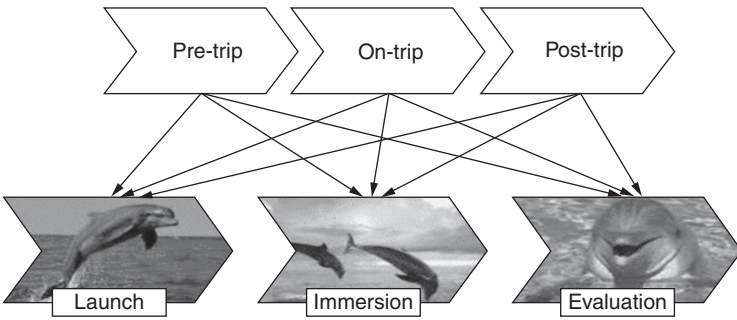 Pre-trip
On-trip
Post-trip
Launch
Immersion
Evaluation